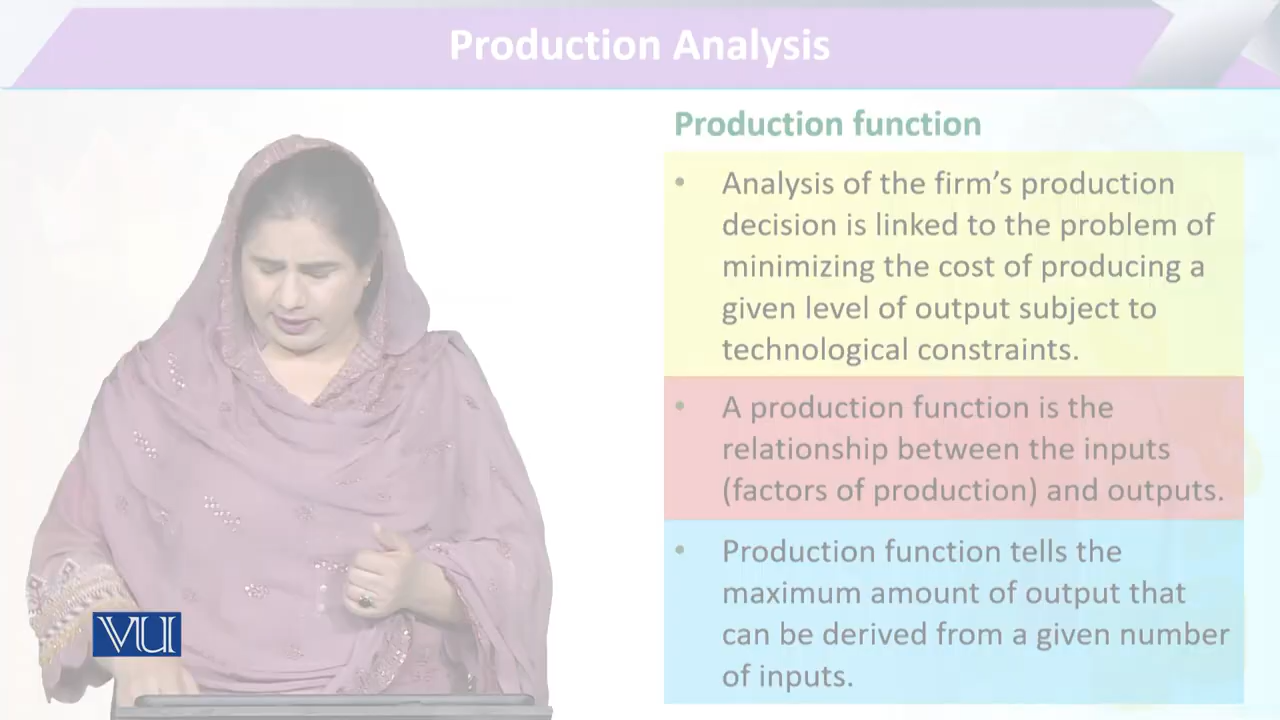 Production Analysis
Production function
• Analysis of the firm’s production
decision is linked to the problem of
minimizing the cost of producing a
given level of output subject to
technological constraints.
• A production function is the
relationship between the inputs
(factors of production) and outputs.
• Production function tells the
maximum amount of output that
can be derived from a given number
of inputs.
VU